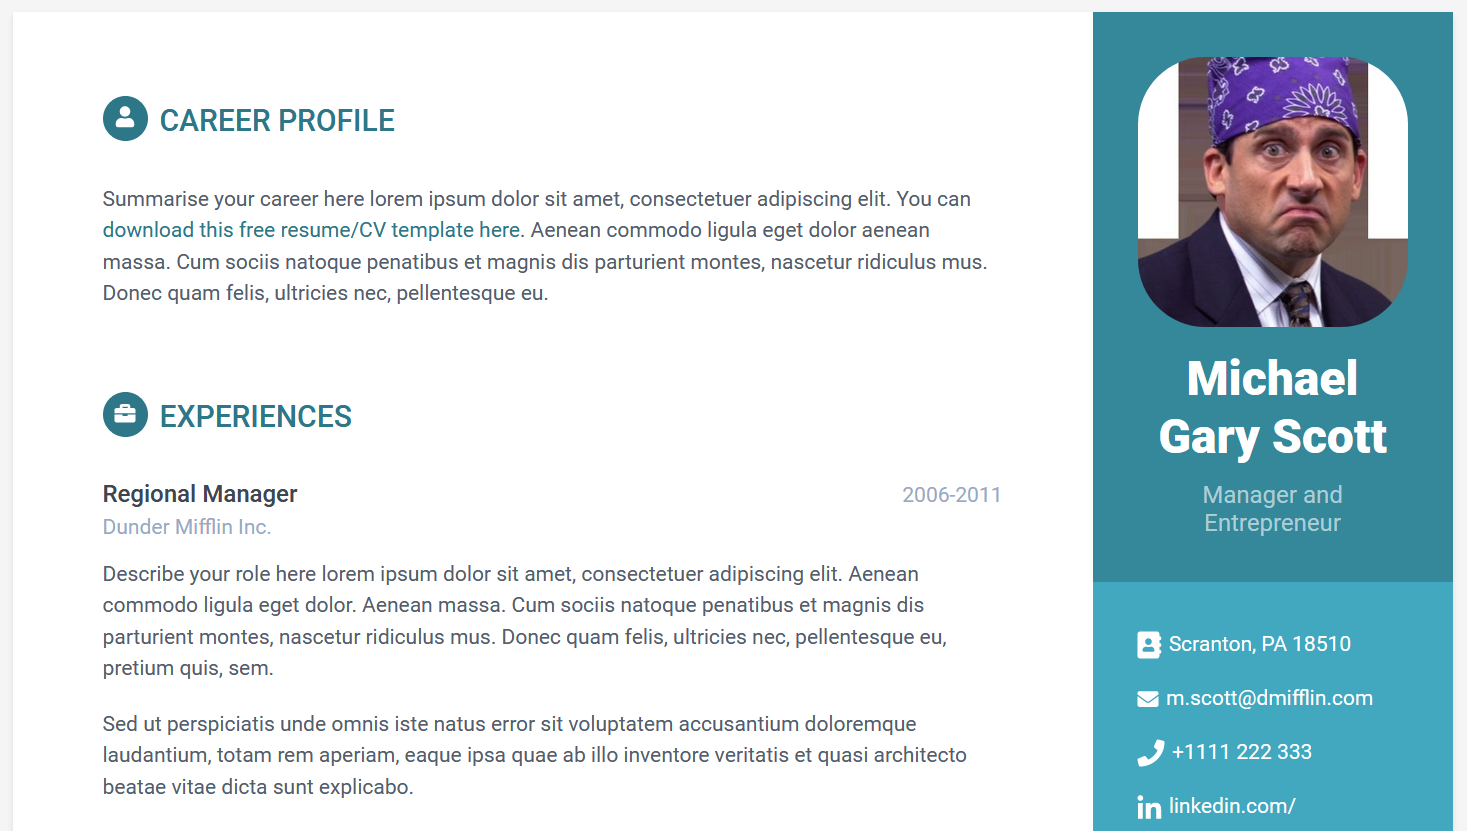 CAREER PROFILE
Summarise your career here lorem ipsum dolor sit amet, consectetuer adipiscing elit. You can
download this free resume/CV template here. Aenean commodo ligula eget dolor aenean
massa. Cum sociis natoque penatibus et magnis dis parturient montes, nascetur ridiculus mus.
Donec quam felis, ultricies nec, pellentesque eu.
EXPERIENCES
Regional Manager
2006-2011
Dunder Mifflin Inc.
Describe your role here lorem ipsum dolor sit amet, consectetuer adipiscing elit. Aenean
commodo ligula eget dolor. Aenean massa. Cum sociis natoque penatibus et magnis dis
parturient montes, nascetur ridiculus mus. Donec quam felis, ultricies nec, pellentesque eu,
pretium quis, sem.
Sed ut perspiciatis unde omnis iste natus error sit voluptatem accusantium doloremque
laudantium, totam rem aperiam, eaque ipsa quae ab illo inventore veritatis et quasi architecto
beatae vitae dicta sunt explicabo.
Michael
Gary Scott
Manager and
Entrepreneur
Scranton, PA 18510
m.scott@dmifflin.com
+1111 222 333
linkedin.com/